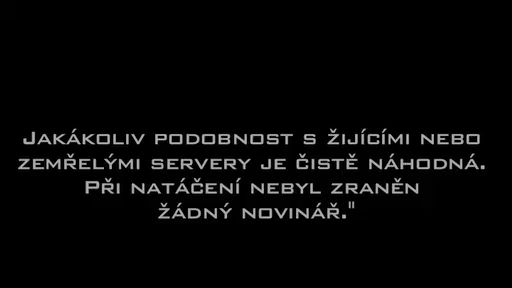 Jakákoliv podobnost s žijícími nebo
zemřelými servery je čistě náhodná.
Při natáčení nebyl zraněn
žádný novinář."